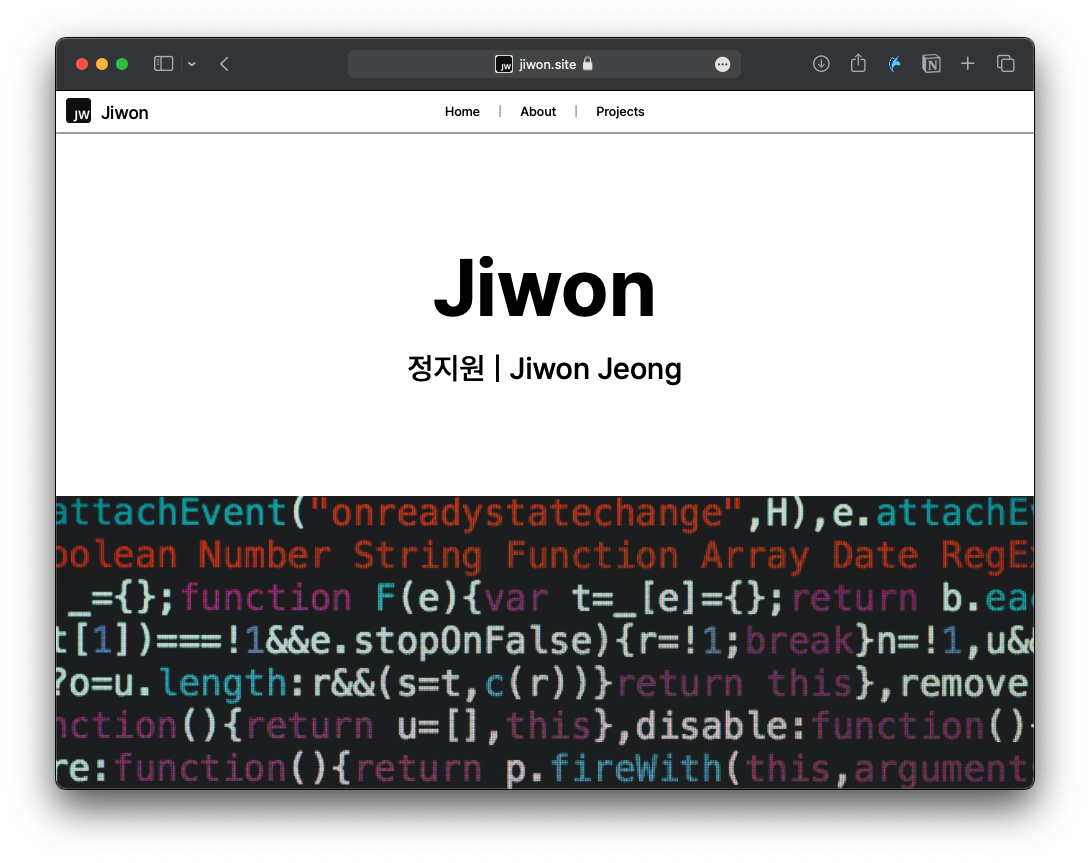 JW jiwon.site
JW Jiwon Home | About | Projects
Jiwon
정지원 | Jiwon Jeong
attachEvent("onreadystatechange",H),e.attachEv
oolean Number String Function Array Date RegEx
_={};function F(e){var t=_[e]={};return b.eac
t[1])===!1&&e.stopOnFalse){r=!1;break}n=!1,u&&
?o=u.length:r&&(s=t,c(r))}return this},remove
nction(){return u=[],this},disable:function(){
re:function(){return p.fireWith(this,arguments